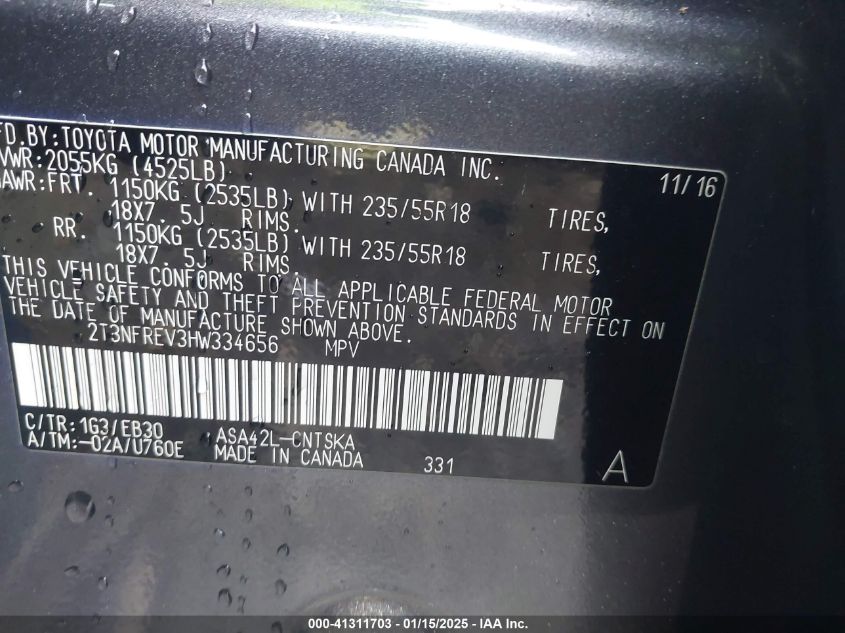 FD.BY:TOYOTA MOTOR MANUFACTURING CANADA INC. 11/16
VWR:2055KG (4525LB)
AWR:FRT. 1150KG (2535LB) WITH 235/55R18 TIRES,
18X7. 5J RIMS.
RR. 1150KG (2535LB) WITH 235/55R18 TIRES,
18X7. 5J RIMS.
THIS VEHICLE CONFORMS TO ALL APPLICABLE FEDERAL MOTOR
VEHICLE SAFETY AND THEFT PREVENTION STANDARDS IN EFFECT ON
THE DATE OF MANUFACTURE SHOWN ABOVE.
2T3NFREV3HW334656 MPV
C/TR:1G3/EB30 ASA42L-CNTSKA
A/TM:-02A/U760E MADE IN CANADA 331 A
000-41311703 - 01/15/2025 - IAA Inc.